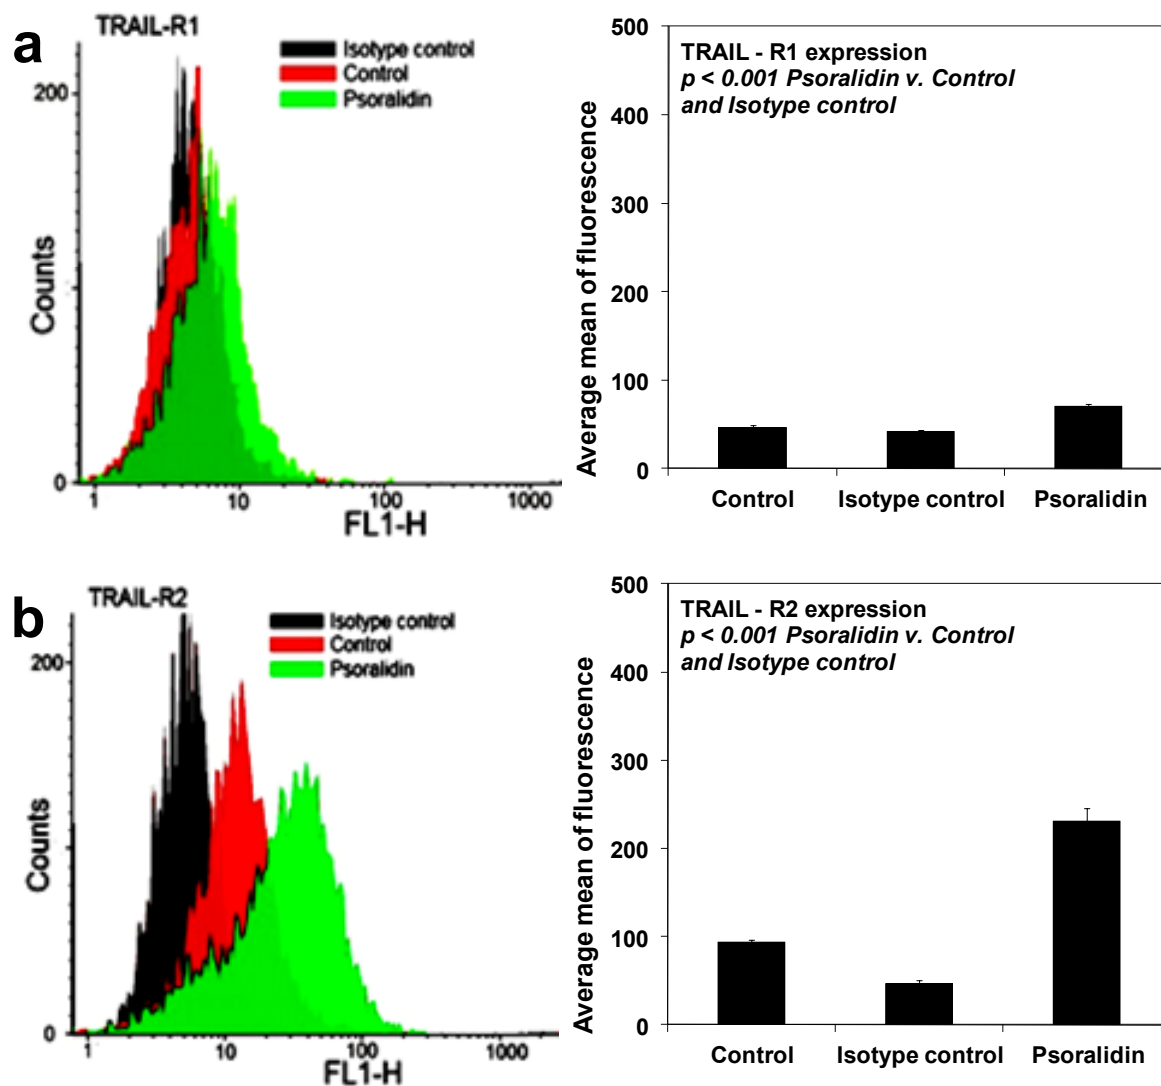 a
TRAIL-R1
Isotype control
Control
Psoralidin
200
0
Counts
1 10 100 1000
FL1-H
500
400
300
200
100
0
Average mean of fluorescence
TRAIL - R1 expression
p < 0.001 Psoralidin v. Control
and Isotype control
Control Isotype control Psoralidin
b
TRAIL-R2
Isotype control
Control
Psoralidin
200
0
Counts
1 10 100 1000
FL1-H
500
400
300
200
100
0
Average mean of fluorescence
TRAIL - R2 expression
p < 0.001 Psoralidin v. Control
and Isotype control
Control Isotype control Psoralidin